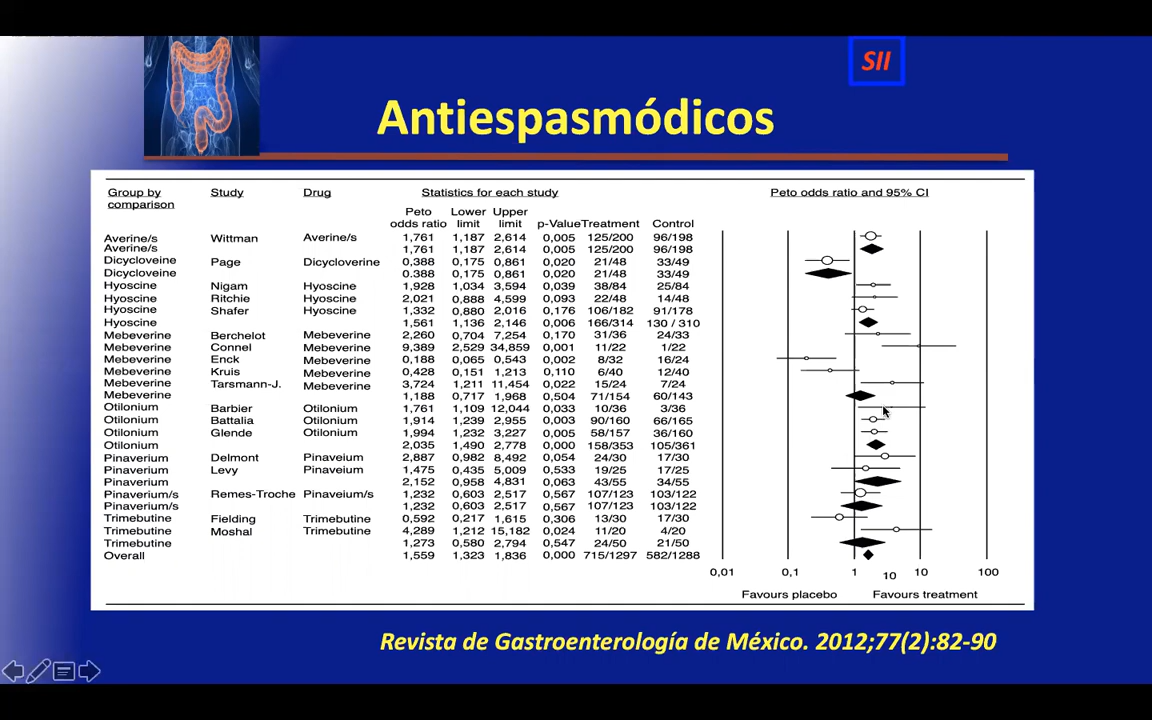 SII
Antiespasmódicos
Group by comparison Study Drug Statistics for each study Peto odds ratio and 95% CI
Peto odds ratio Lower limit Upper limit p-Value Treatment Control
Averine/s Wittman Averine/s 1,761 1,187 2,614 0,005 125/200 96/198
Averine/s 1,761 1,187 2,614 0,005 125/200 96/198
Dicycloveine Page Dicycloverine 0,388 0,175 0,861 0,020 21/48 33/49
Dicycloveine 0.388 0,175 0,861 0,020 21/48 33/49
Hyoscine Nigam Hyoscine 1,928 1,034 3,594 0,039 38/84 25/84
Hyoscine Ritchie Hyoscine 2,021 0,888 4,599 0,093 22/48 14/48
Hyoscine Shafer Hyoscine 1,332 0,880 2,016 0,176 106/182 91/178
Hyoscine 1,561 1,136 2,146 0,006 166/314 130 / 310
Mebeverine Berchelot Mebeverine 2,260 0,704 7,254 0,170 31/36 24/33
Mebeverine Connel Mebeverine 9,389 2,529 34,859 0,001 11/22 1/22
Mebeverine Enck Mebeverine 0,188 0,065 0,543 0,002 8/32 16/24
Mebeverine Kruis Mebeverine 0,428 0,151 1,213 0,110 6/40 12/40
Mebeverine Tarsmann-J. Mebeverine 3,724 1,211 11,454 0,022 15/24 7/24
Mebeverine 1,188 0,717 1,968 0,504 71/154 60/143
Otilonium Barbier Otilonium 1,761 1,109 12,044 0,033 10/36 3/36
Otilonium Battalia Otilonium 1,914 1,239 2,955 0,003 90/160 66/165
Otilonium Glende Otilonium 1,994 1,232 3,227 0,005 58/157 36/160
Otilonium 2,035 1,490 2,778 0,000 158/353 105/361
Pinaverium Delmont Pinaveium 2,887 0,982 8,492 0,054 24/30 17/30
Pinaverium Levy Pinaveium 1,475 0,435 5,009 0,533 19/25 17/25
Pinaverium 2,152 0,958 4,831 0,063 43/55 34/55
Pinaverium/s Remes-Troche Pinaveium/s 1,232 0,603 2,517 0,567 107/123 103/122
Pinaverium/s 1,232 0,603 2,517 0,567 107/123 103/122
Trimebutine Fielding Trimebutine 0,592 0,217 1,615 0,306 13/30 17/30
Trimebutine Moshal Trimebutine 4,289 1,212 15,182 0,024 11/20 4/20
Trimebutine 1,273 0,580 2,794 0,547 24/50 21/50
Overall 1,559 1,323 1,836 0,000 715/1297 582/1288
0,01 0,1 1 10 10 100
Favours placebo Favours treatment
Revista de Gastroenterología de México. 2012;77(2):82-90